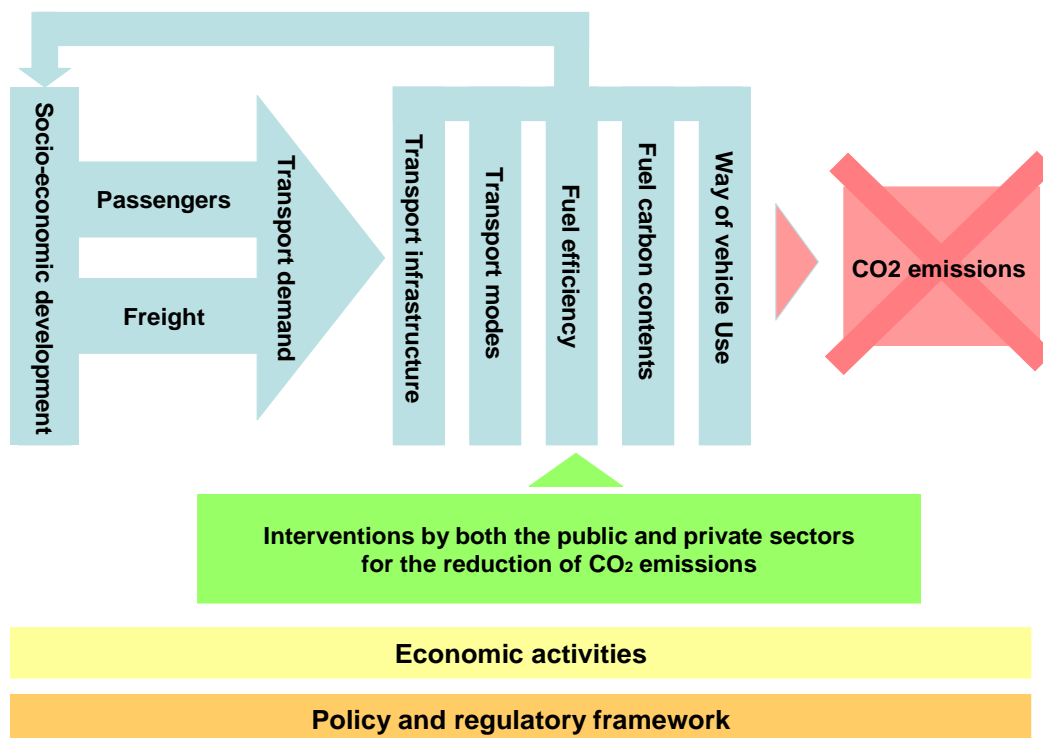 Socio-economic development
Passengers
Freight
Transport demand
Transport infrastructure
Transport modes
Fuel efficiency
Fuel carbon contents
Way of vehicle Use
CO2 emissions
Interventions by both the public and private sectors
for the reduction of CO₂ emissions
Economic activities
Policy and regulatory framework